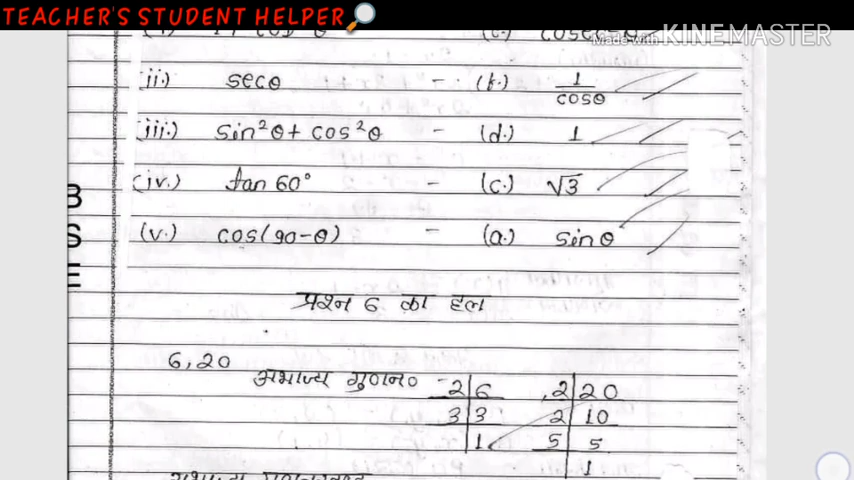 TEACHER'S STUDENT HELPER
Made with KINEMASTER
(ii.) secθ - (f.) 1/cosθ
(iii.) sin²θ + cos²θ - (d.) 1
(iv.) tan 60° - (c.) √3
(v.) cos(90-θ) - (a.) sinθ
B
S
E
प्रश्न 6 का हल
6,20
अभाज्य गुणन० - 2 | 6 , 2 | 20
3 | 3 2 | 10
1 5 | 5
1